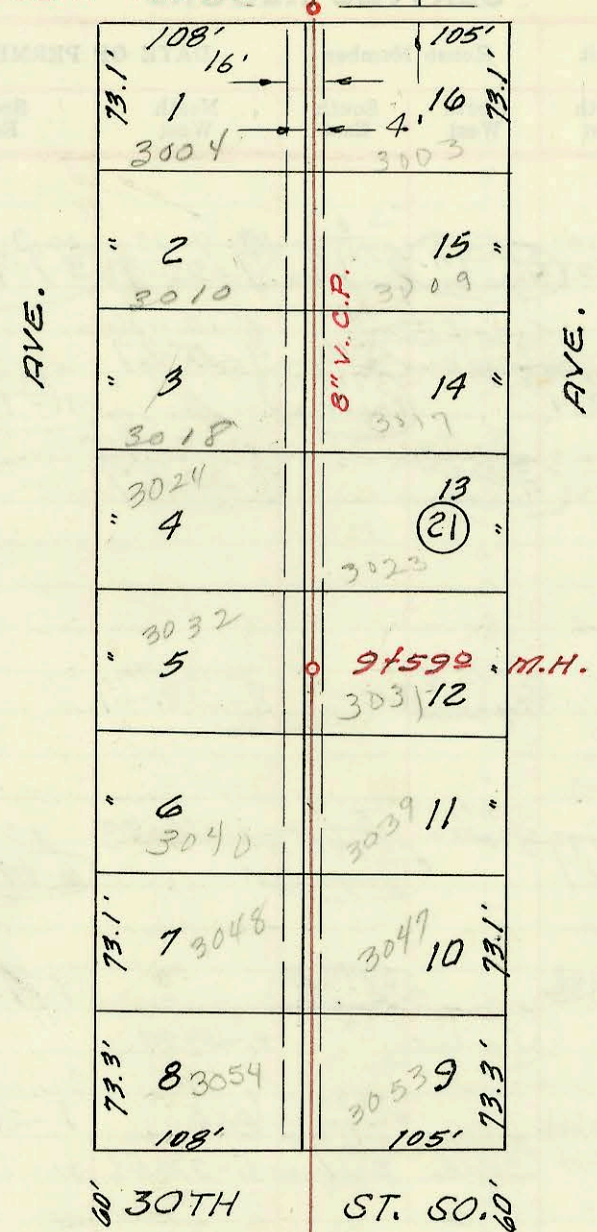 108' 105'
16'
73.1 1 16 73.1
4'
3004 3003
" 2 15 "
3010 3009
AVE. 8" V.C.P. AVE.
" 3 14 "
3018 3017
3024 13
" 4 21 "
3023
3032
" 5 9+59º " M.H.
3031 12
" 6 11 "
3040 3039
73.1' 7 3048 3047 10 73.1'
73.3' 8 3054 3053 9 73.3'
108' 105'
60' 30TH ST. SO. 60'